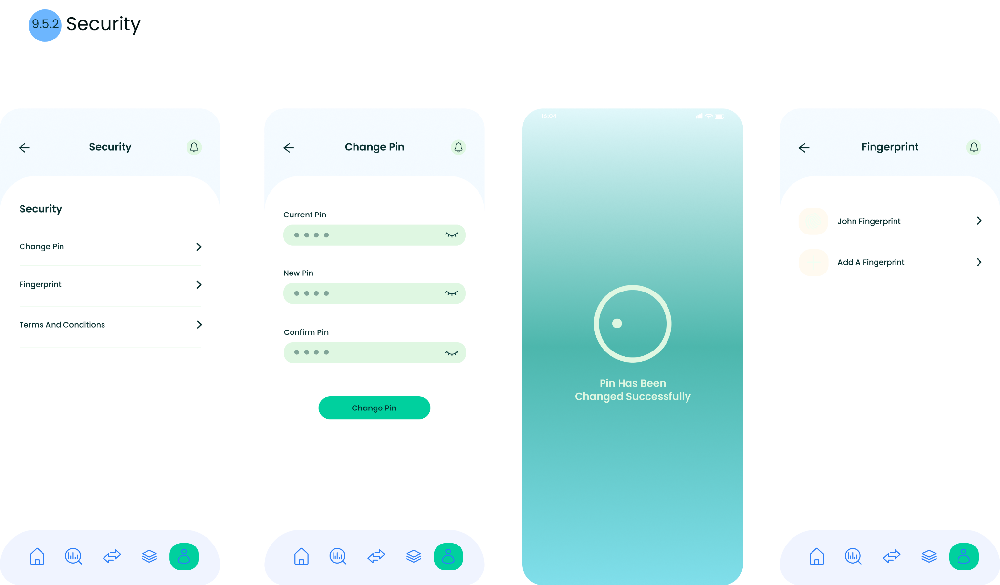 9.5.2 Security
Security
Security
Change Pin
Fingerprint
Terms And Conditions
Change Pin
Current Pin
New Pin
Confirm Pin
Change Pin
16:04
Pin Has Been
Changed Successfully
Fingerprint
John Fingerprint
Add A Fingerprint